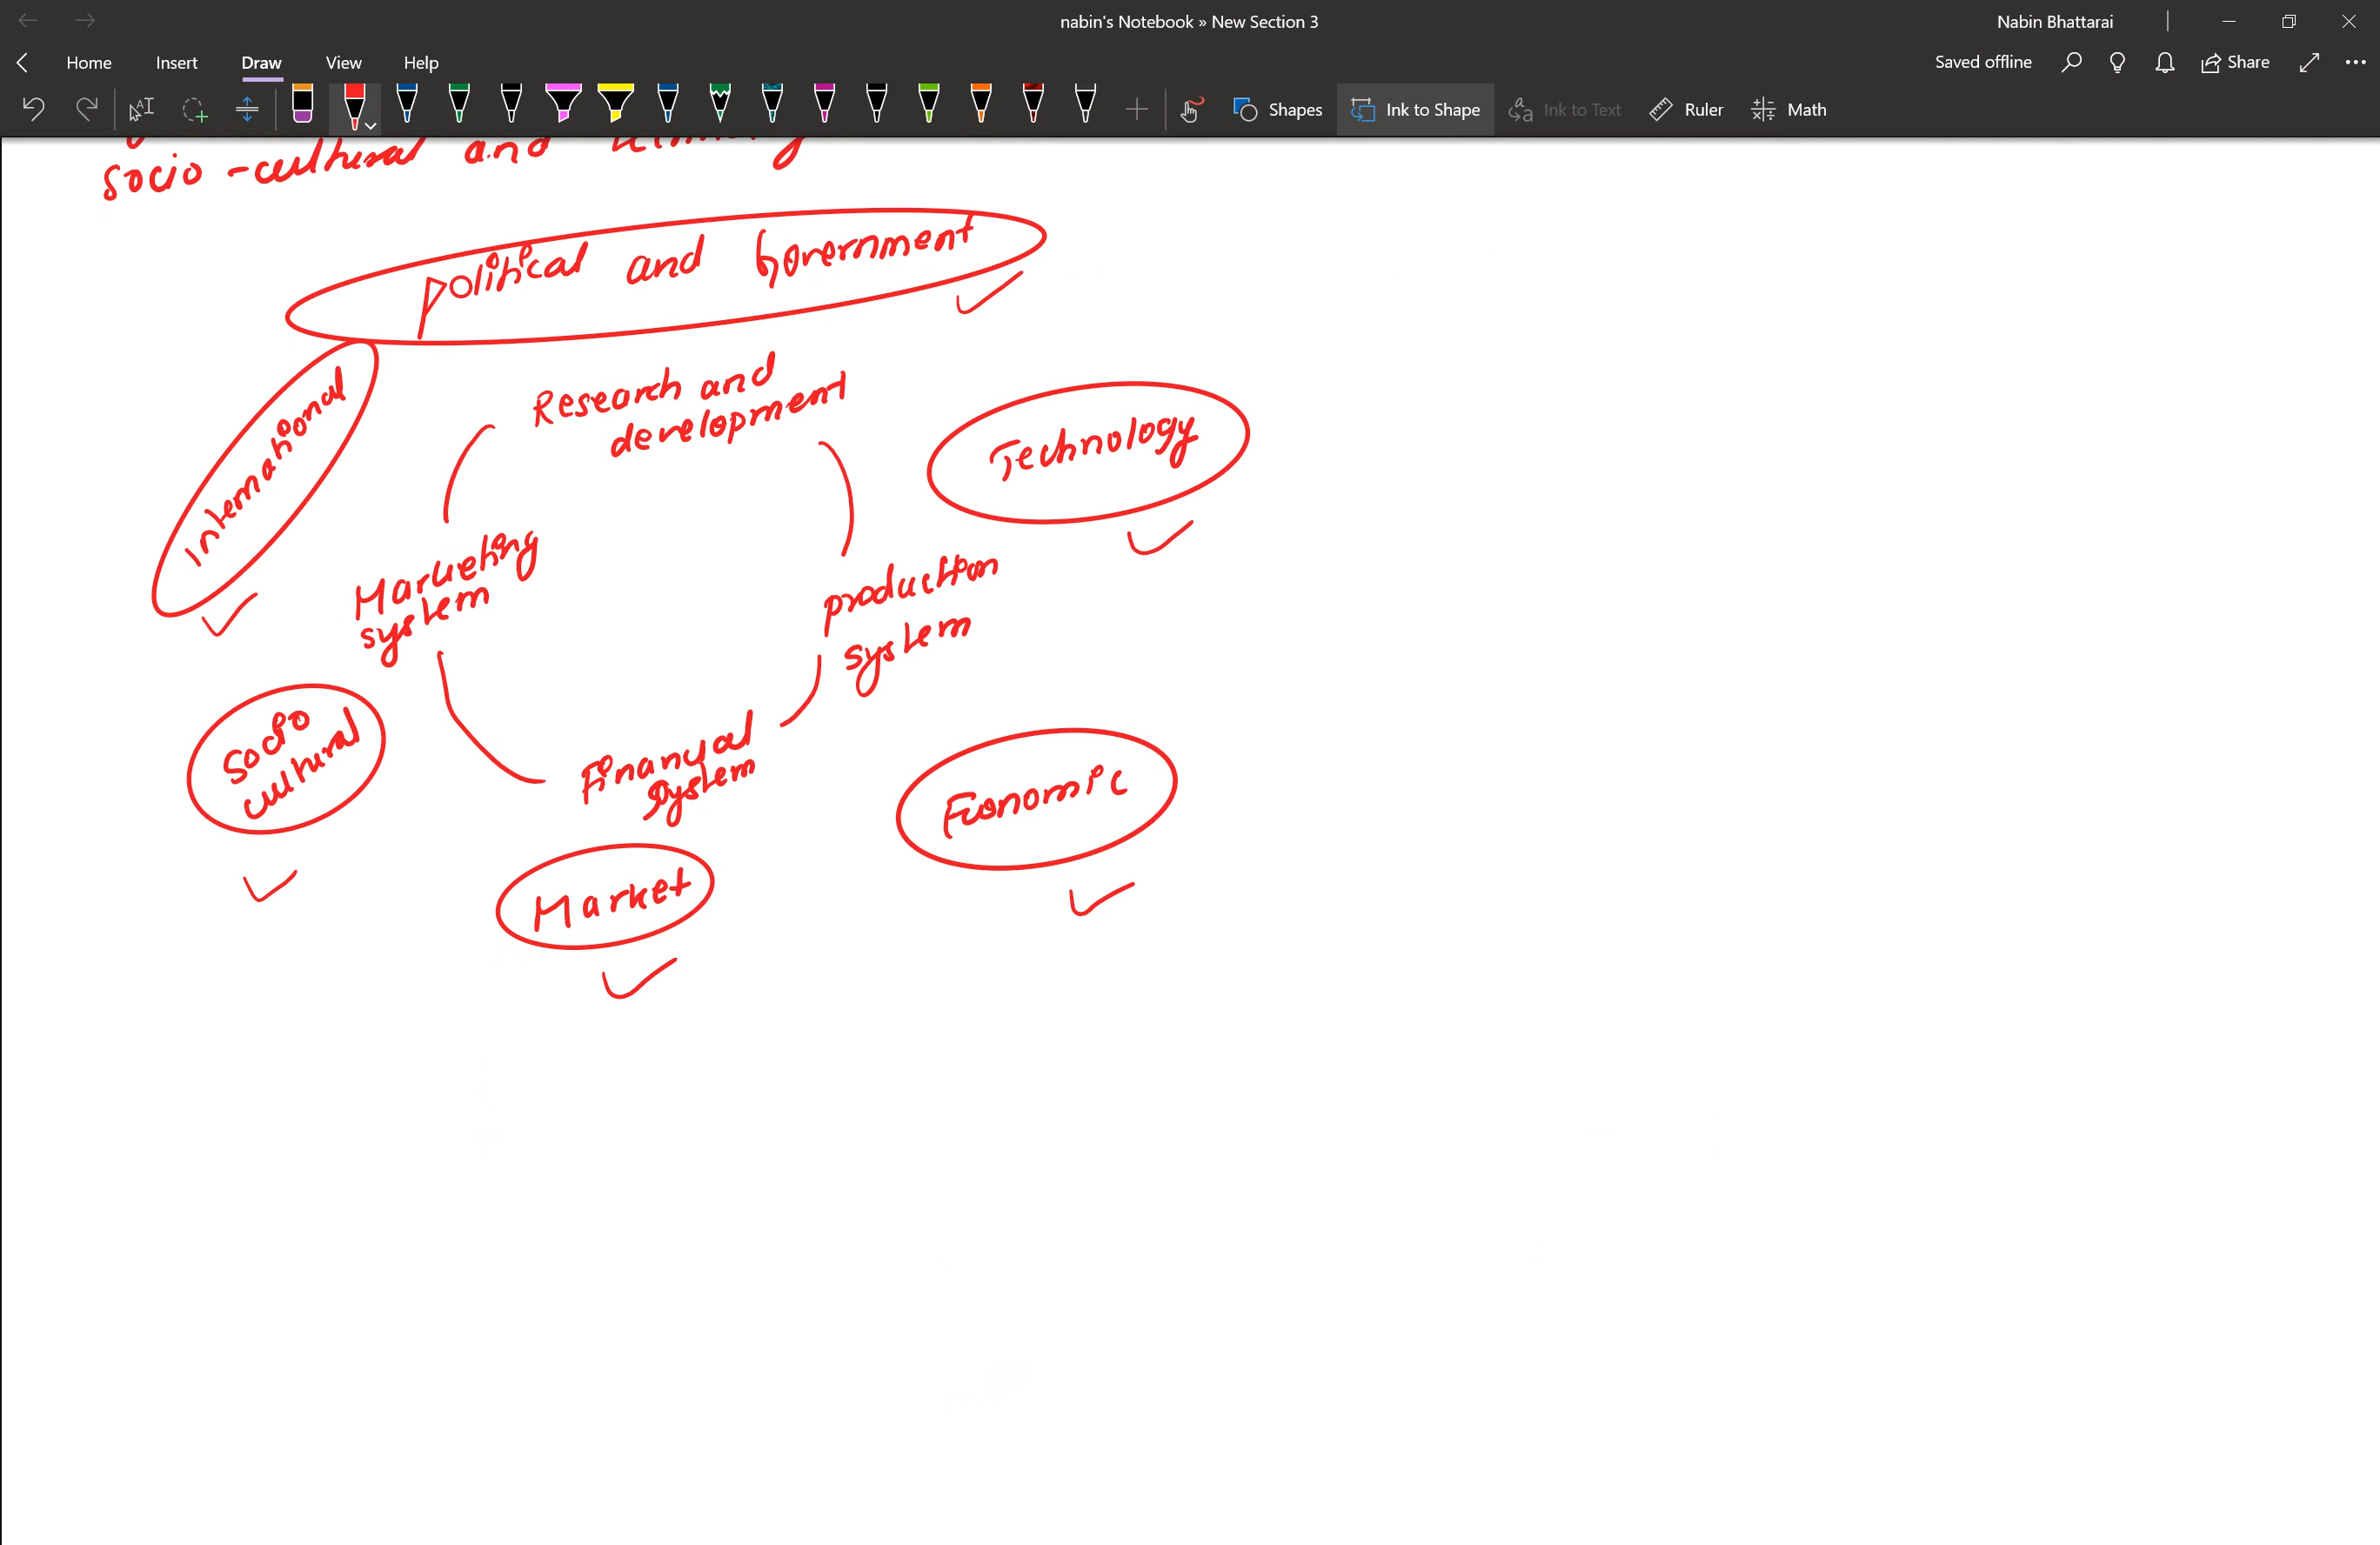 nabin's Notebook » New Section 3
Nabin Bhattarai
Home Insert Draw View Help
Saved offline
Share
Shapes
Ink to Shape
Ink to Text
Ruler
Math
Socio-cultural and
Political and Government
International
Research and
development
Technology
Marketing
system
production
system
Socio
cultural
Financial
system
Economic
Market